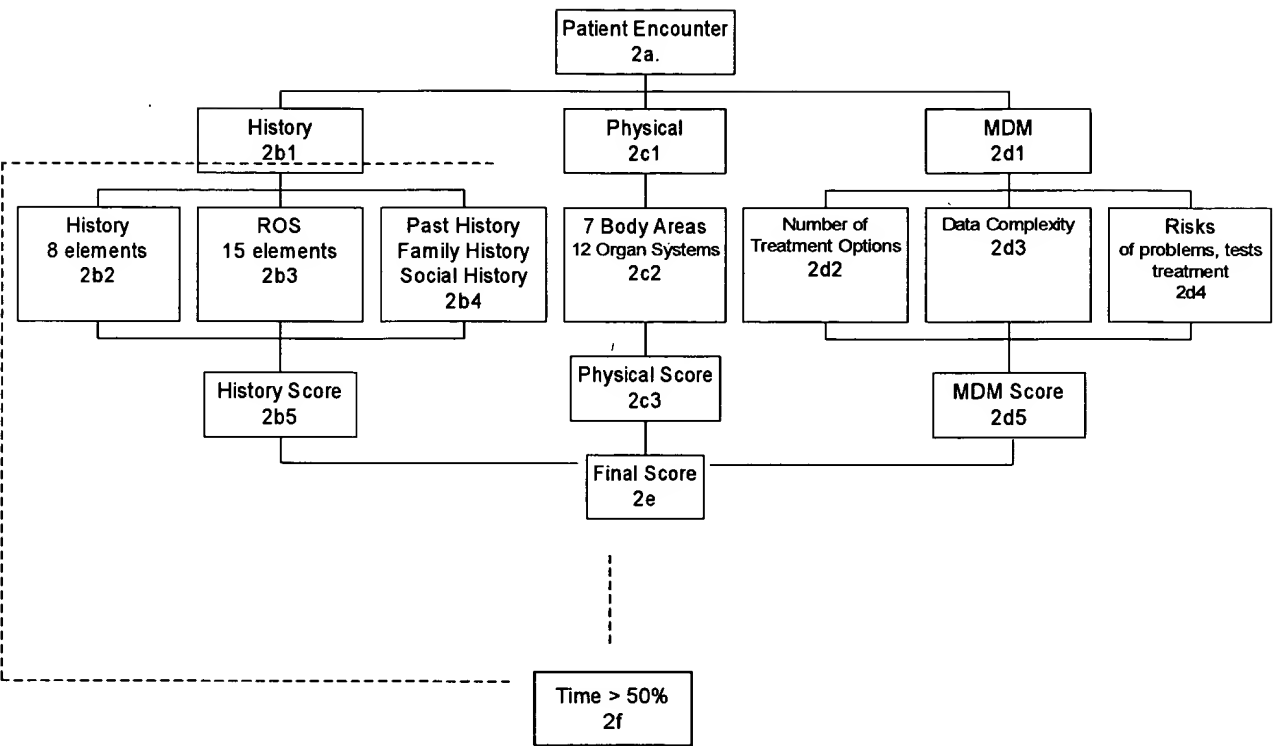 Patient Encounter
2a.
History
2b1
Physical
2c1
MDM
2d1
History
8 elements
2b2
ROS
15 elements
2b3
Past History
Family History
Social History
2b4
7 Body Areas
12 Organ Systems
2c2
Number of
Treatment Options
2d2
Data Complexity
2d3
Risks
of problems, tests
treatment
2d4
History Score
2b5
Physical Score
2c3
MDM Score
2d5
Final Score
2e
Time > 50%
2f